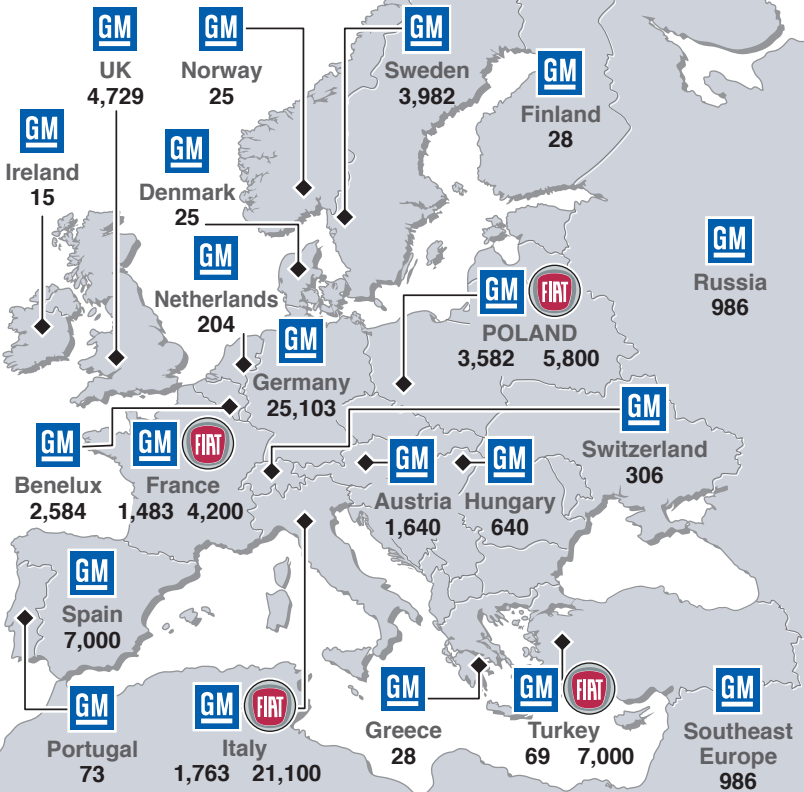 GM
UK
4,729
GM
Norway
25
GM
Sweden
3,982
GM
Finland
28
GM
Ireland
15
GM
Denmark
25
GM
Netherlands
204
GM
Russia
986
GM FIAT
POLAND
3,582 5,800
GM
Germany
25,103
GM
Switzerland
306
GM
Benelux
2,584
GM FIAT
France
1,483 4,200
GM
Austria
1,640
GM
Hungary
640
GM
Spain
7,000
GM
Portugal
73
GM FIAT
Italy
1,763 21,100
GM
Greece
28
GM FIAT
Turkey
69 7,000
GM
Southeast
Europe
986